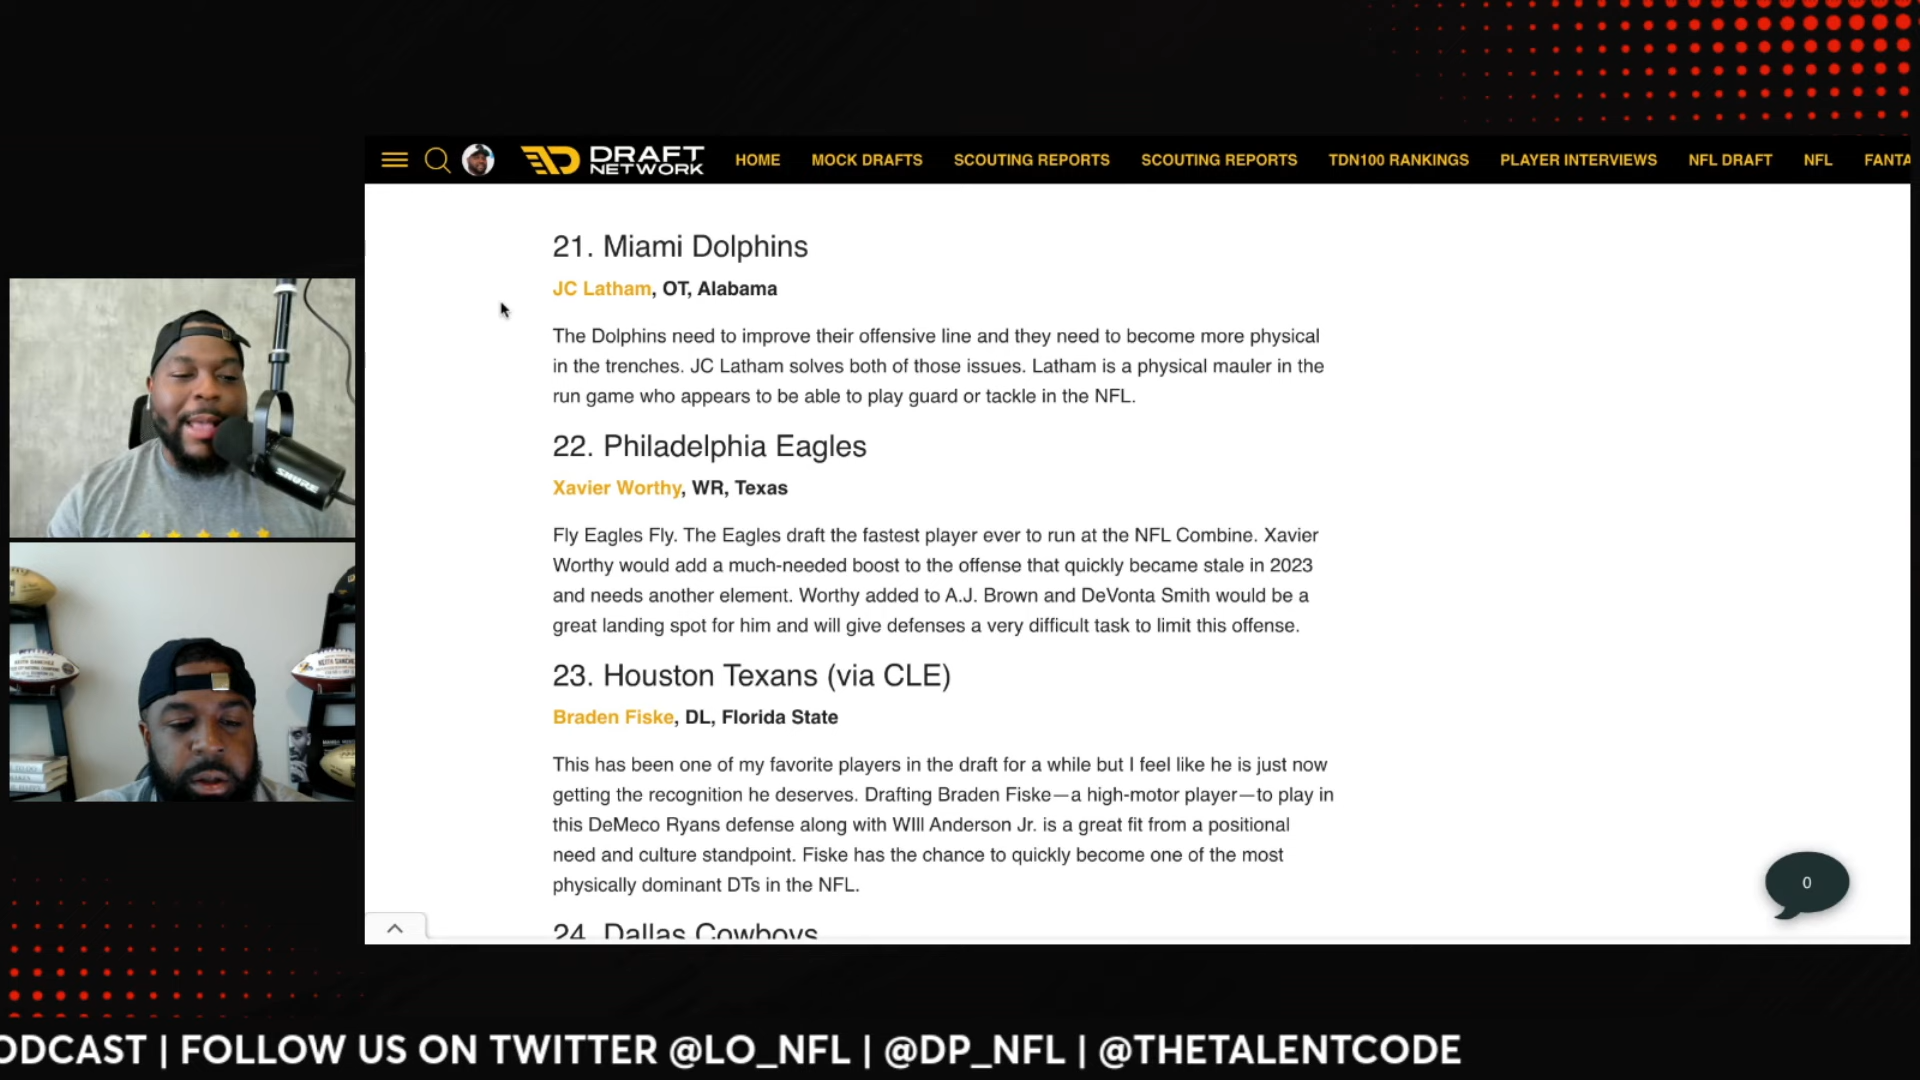 DRAFT
NETWORK
HOME MOCK DRAFTS SCOUTING REPORTS SCOUTING REPORTS TDN100 RANKINGS PLAYER INTERVIEWS NFL DRAFT NFL FANTA
21. Miami Dolphins
JC Latham, OT, Alabama
The Dolphins need to improve their offensive line and they need to become more physical
in the trenches. JC Latham solves both of those issues. Latham is a physical mauler in the
run game who appears to be able to play guard or tackle in the NFL.
22. Philadelphia Eagles
Xavier Worthy, WR, Texas
Fly Eagles Fly. The Eagles draft the fastest player ever to run at the NFL Combine. Xavier
Worthy would add a much-needed boost to the offense that quickly became stale in 2023
and needs another element. Worthy added to A.J. Brown and DeVonta Smith would be a
great landing spot for him and will give defenses a very difficult task to limit this offense.
23. Houston Texans (via CLE)
Braden Fiske, DL, Florida State
This has been one of my favorite players in the draft for a while but I feel like he is just now
getting the recognition he deserves. Drafting Braden Fiske—a high-motor player—to play in
this DeMeco Ryans defense along with WIll Anderson Jr. is a great fit from a positional
need and culture standpoint. Fiske has the chance to quickly become one of the most
physically dominant DTs in the NFL.
24. Dallas Cowboys
0
SHURE
KEITH SANCHEZ
KEITH SANCHEZ
ODCAST | FOLLOW US ON TWITTER @LO_NFL | @DP_NFL | @THETALENTCODE